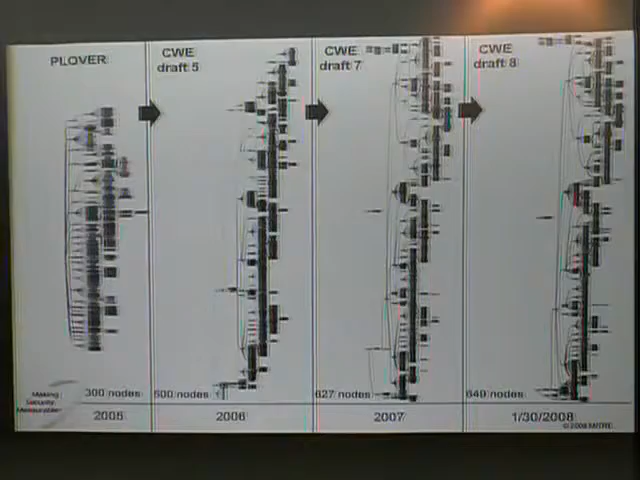 PLOVER
CWE
draft 5
CWE
draft 7
CWE
draft 8
Making
Security
Measurable
300 nodes
500 nodes
627 nodes
649 nodes
2005
2006
2007
1/30/2008
© 2008 MITRE